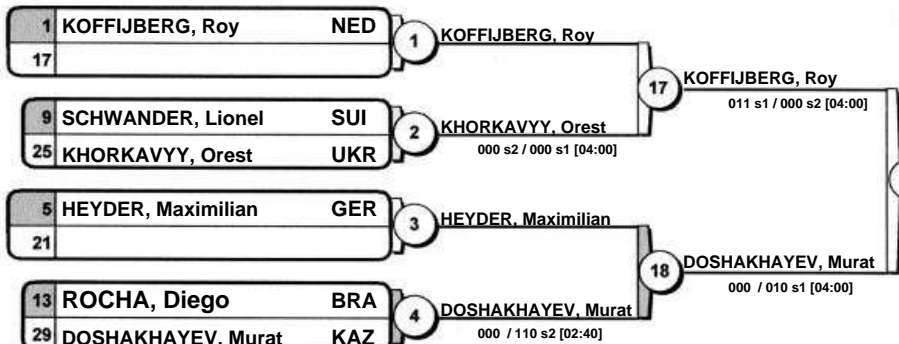 1 KOFFIJBERG, Roy NED
17
1 KOFFIJBERG, Roy
9 SCHWANDER, Lionel SUI
25 KHORKAVYY, Orest UKR
2 KHORKAVYY, Orest
000 s2 / 000 s1 [04:00]
17 KOFFIJBERG, Roy
011 s1 / 000 s2 [04:00]
5 HEYDER, Maximilian GER
21
3 HEYDER, Maximilian
13 ROCHA, Diego BRA
29 DOSHAKHAYEV, Murat KAZ
4 DOSHAKHAYEV, Murat
000 / 110 s2 [02:40]
18 DOSHAKHAYEV, Murat
000 / 010 s1 [04:00]